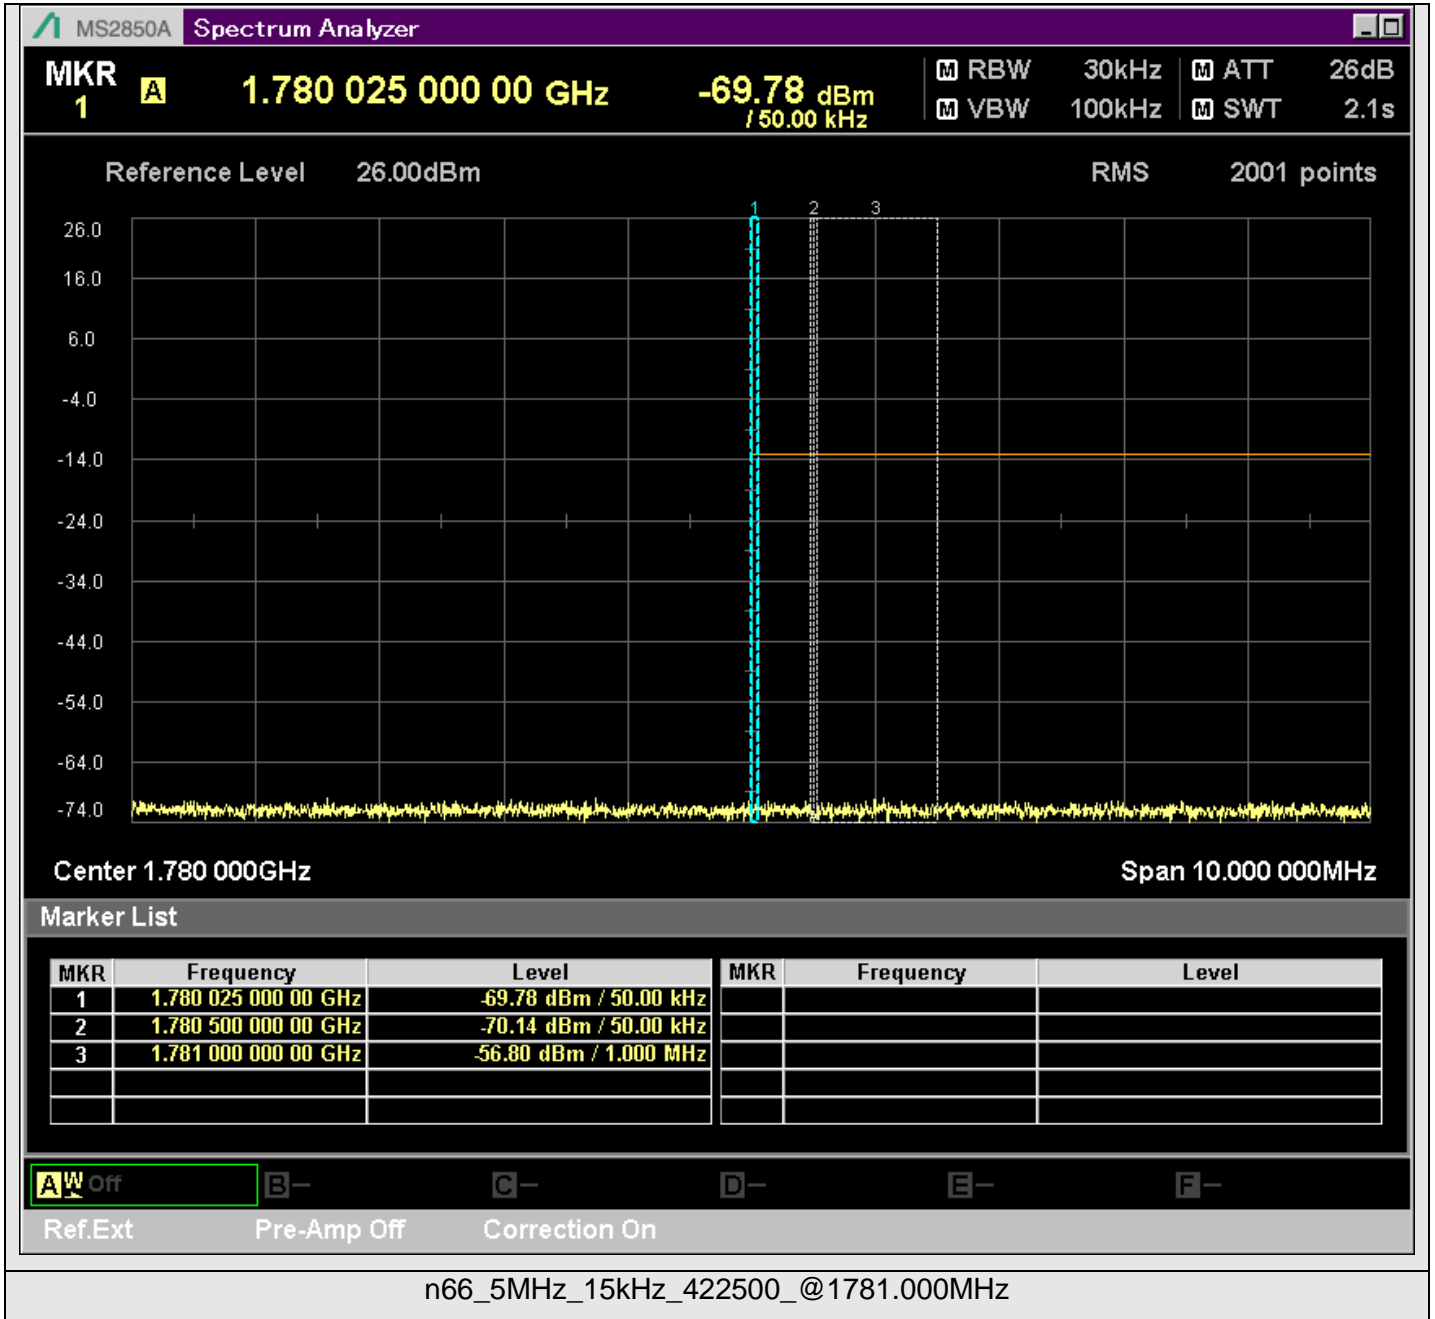 MS2850A Spectrum Analyzer
MKR 1 A 1.780 025 000 00 GHz -69.78 dBm / 50.00 kHz
M RBW 30kHz M ATT 26dB
M VBW 100kHz M SWT 2.1s
Reference Level 26.00dBm RMS 2001 points
1 2 3
26.0
16.0
6.0
-4.0
-14.0
-24.0
-34.0
-44.0
-54.0
-64.0
-74.0
Center 1.780 000GHz Span 10.000 000MHz
Marker List
MKR Frequency Level MKR Frequency Level
1 1.780 025 000 00 GHz -69.78 dBm / 50.00 kHz
2 1.780 500 000 00 GHz -70.14 dBm / 50.00 kHz
3 1.781 000 000 00 GHz -56.80 dBm / 1.000 MHz
A W Off B - C - D - E - F -
Ref.Ext Pre-Amp Off Correction On
n66_5MHz_15kHz_422500_@1781.000MHz